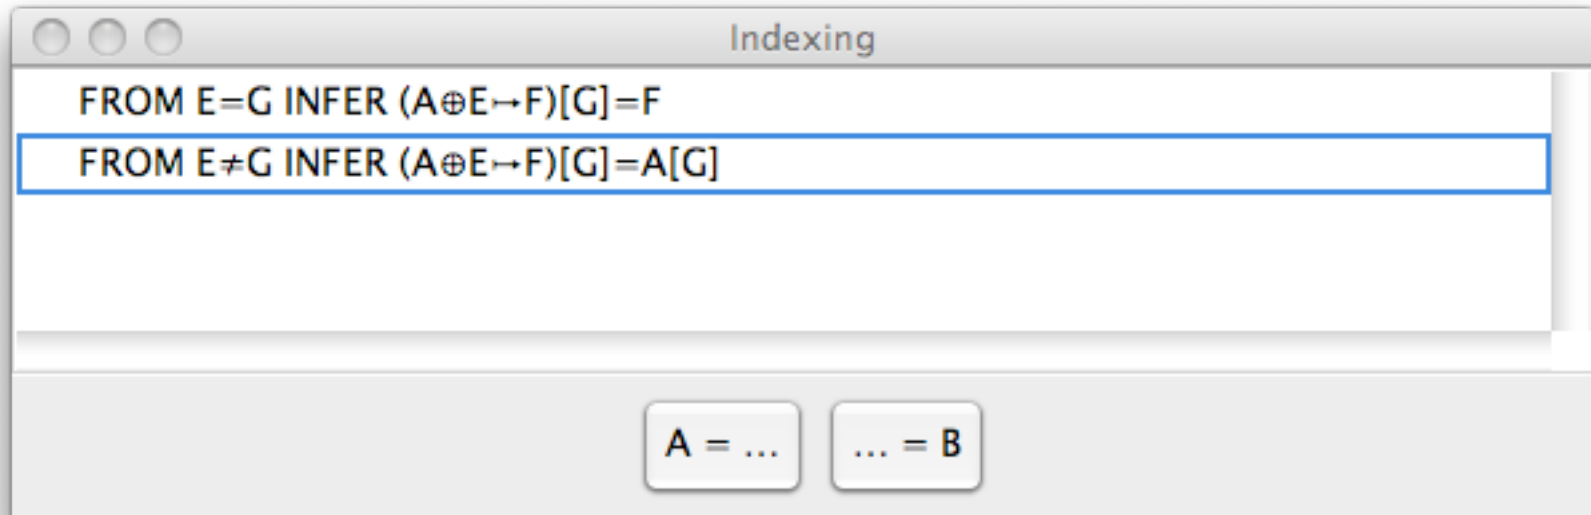 Indexing
FROM E=G INFER (A⊕E↦F)[G]=F
FROM E≠G INFER (A⊕E↦F)[G]=A[G]
A = ... ... = B